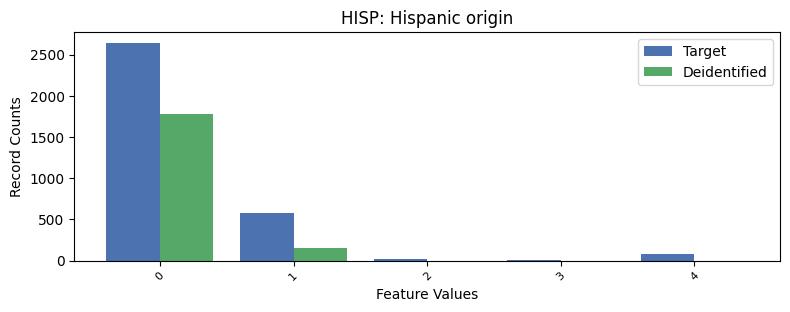 HISP: Hispanic origin
Target
Deidentified
Record Counts
2500
2000
1500
1000
500
0
0 1 2 3 4
Feature Values